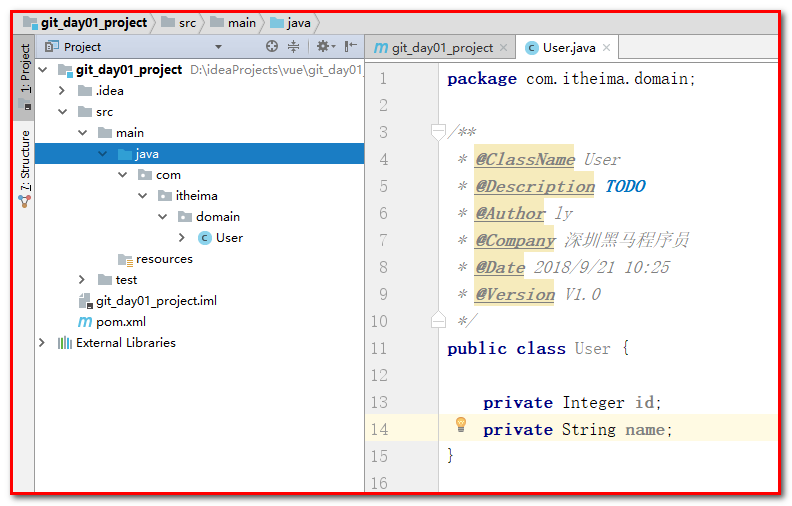 git_day01_project src main java
1: Project
7: Structure
Project
git_day01_project D:\ideaProjects\vue\git_day01_
.idea
src
main
java
com
itheima
domain
User
resources
test
git_day01_project.iml
pom.xml
External Libraries
git_day01_project User.java
1 package com.itheima.domain;
2
3 /**
4 * @ClassName User
5 * @Description TODO
6 * @Author ly
7 * @Company 深圳黑马程序员
8 * @Date 2018/9/21 10:25
9 * @Version V1.0
10 */
11 public class User {
12
13 private Integer id;
14 private String name;
15 }
16